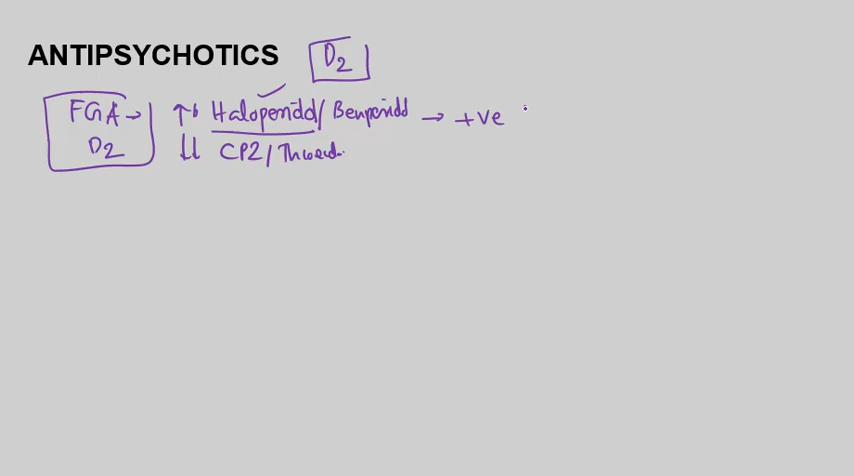 ANTIPSYCHOTICS D2
FGA → ↑↑ Haloperidol/ Benperidol → +ve
D2 ↓↓ CPZ/